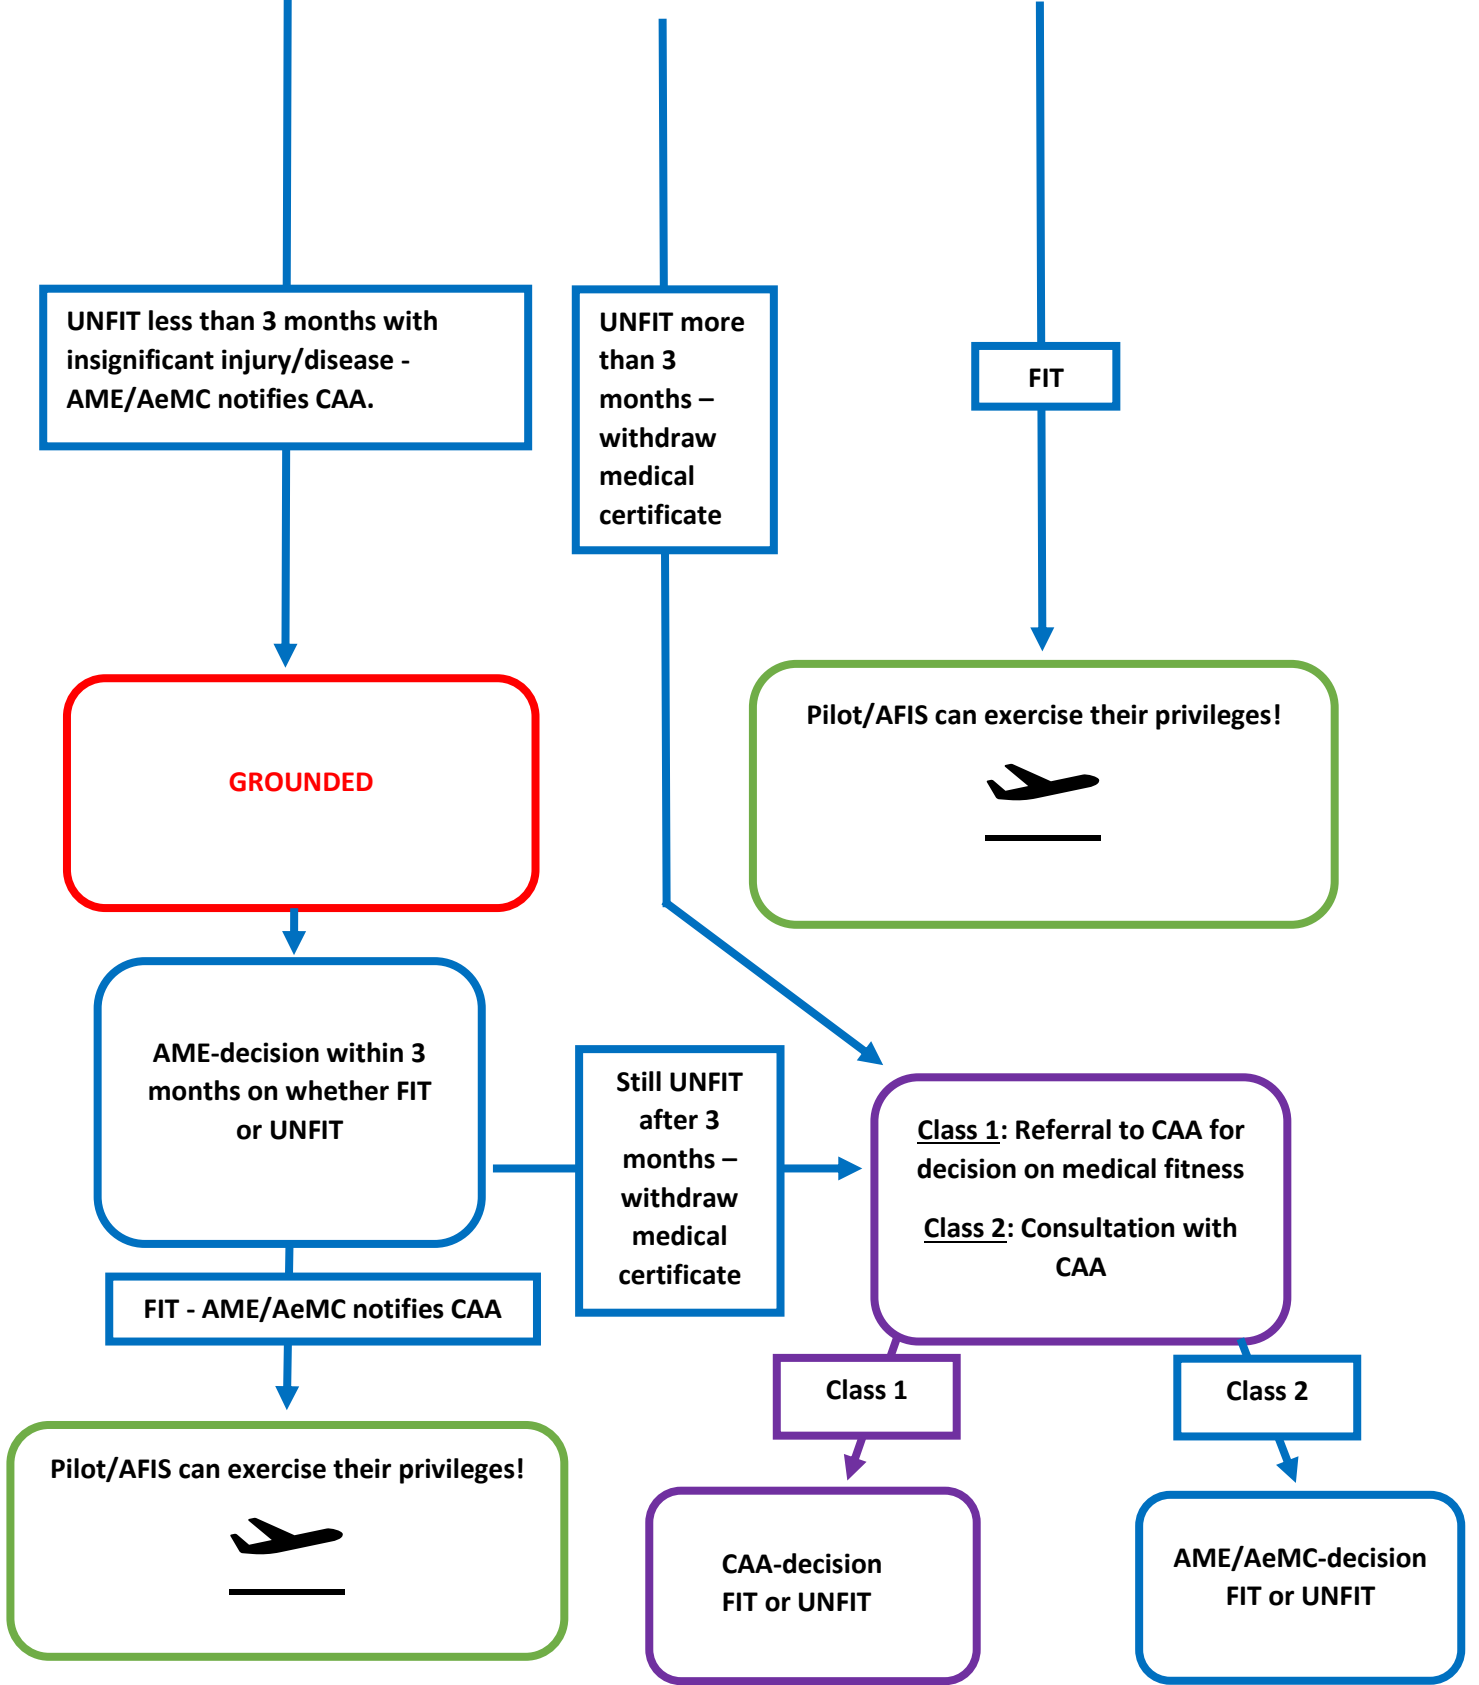 UNFIT less than 3 months with
insignificant injury/disease -
AME/AeMC notifies CAA.
UNFIT more
than 3
months –
withdraw
medical
certificate
FIT
GROUNDED
Pilot/AFIS can exercise their privileges!
AME-decision within 3
months on whether FIT
or UNFIT
Still UNFIT
after 3
months –
withdraw
medical
certificate
Class 1: Referral to CAA for
decision on medical fitness
Class 2: Consultation with
CAA
FIT - AME/AeMC notifies CAA
Class 1
Class 2
Pilot/AFIS can exercise their privileges!
CAA-decision
FIT or UNFIT
AME/AeMC-decision
FIT or UNFIT